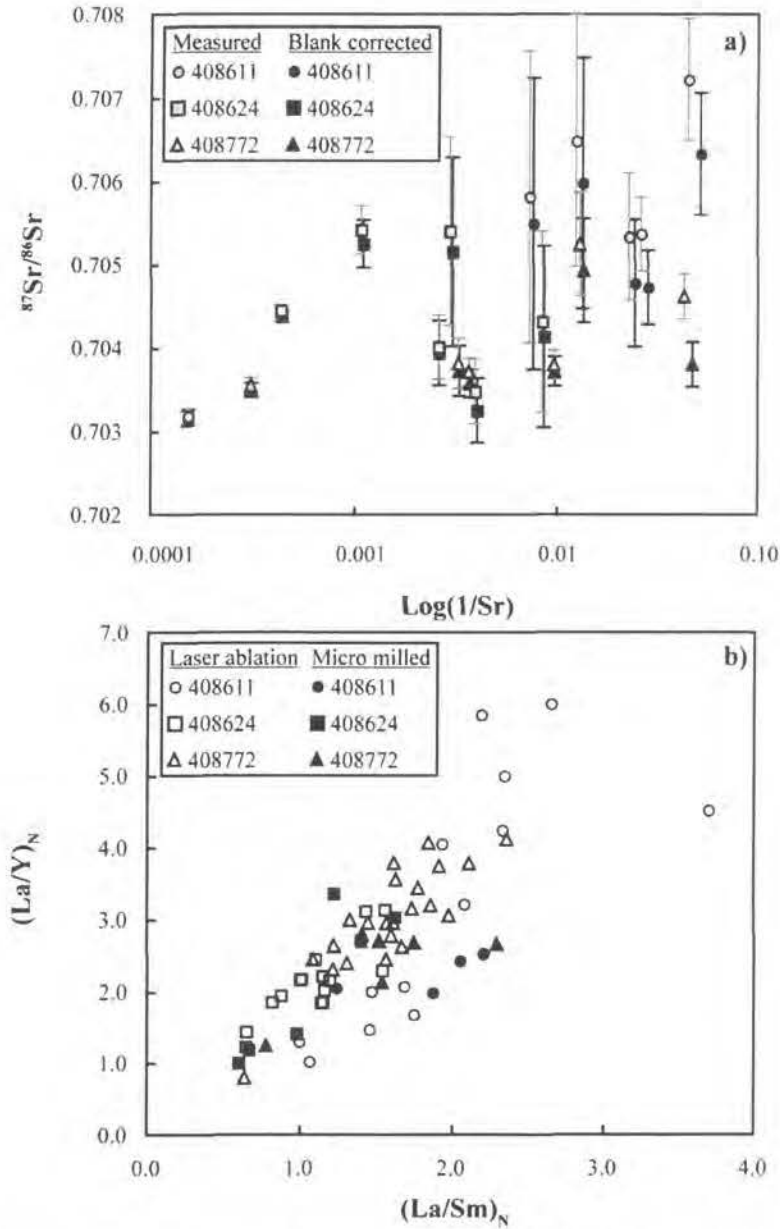 a)
Measured Blank corrected
○ 408611 ● 408611
□ 408624 ■ 408624
△ 408772 ▲ 408772
0.708
0.707
0.706
0.705
0.704
0.703
0.702
87Sr/86Sr
0.0001 0.001 0.01 0.10
Log(1/Sr)
b)
Laser ablation Micro milled
○ 408611 ● 408611
□ 408624 ■ 408624
△ 408772 ▲ 408772
7.0
6.0
5.0
4.0
3.0
2.0
1.0
0.0
(La/Y)N
0.0 1.0 2.0 3.0 4.0
(La/Sm)N